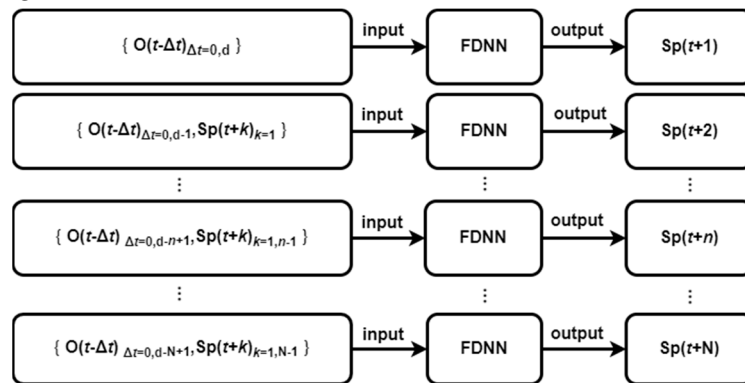 { O(t-Δt)Δt=0,d }
input
FDNN
output
Sp(t+1)
{ O(t-Δt)Δt=0,d-1,Sp(t+k)k=1 }
input
FDNN
output
Sp(t+2)
⋮ ⋮ ⋮
{ O(t-Δt) Δt=0,d-n+1,Sp(t+k)k=1,n-1 }
input
FDNN
output
Sp(t+n)
⋮ ⋮ ⋮
{ O(t-Δt) Δt=0,d-N+1,Sp(t+k)k=1,N-1 }
input
FDNN
output
Sp(t+N)